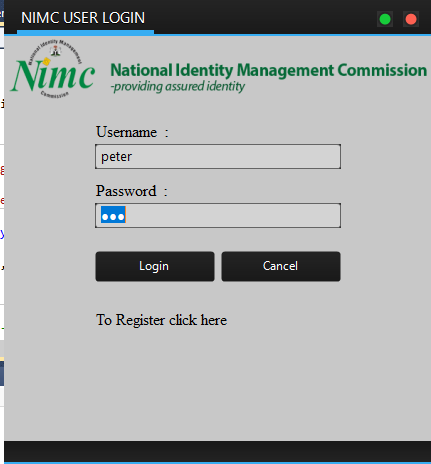 NIMC USER LOGIN
National Identity Management
Nimc
Commission
National Identity Management Commission
-providing assured identity
Username :
peter
Password :
●●●
Login
Cancel
To Register click here